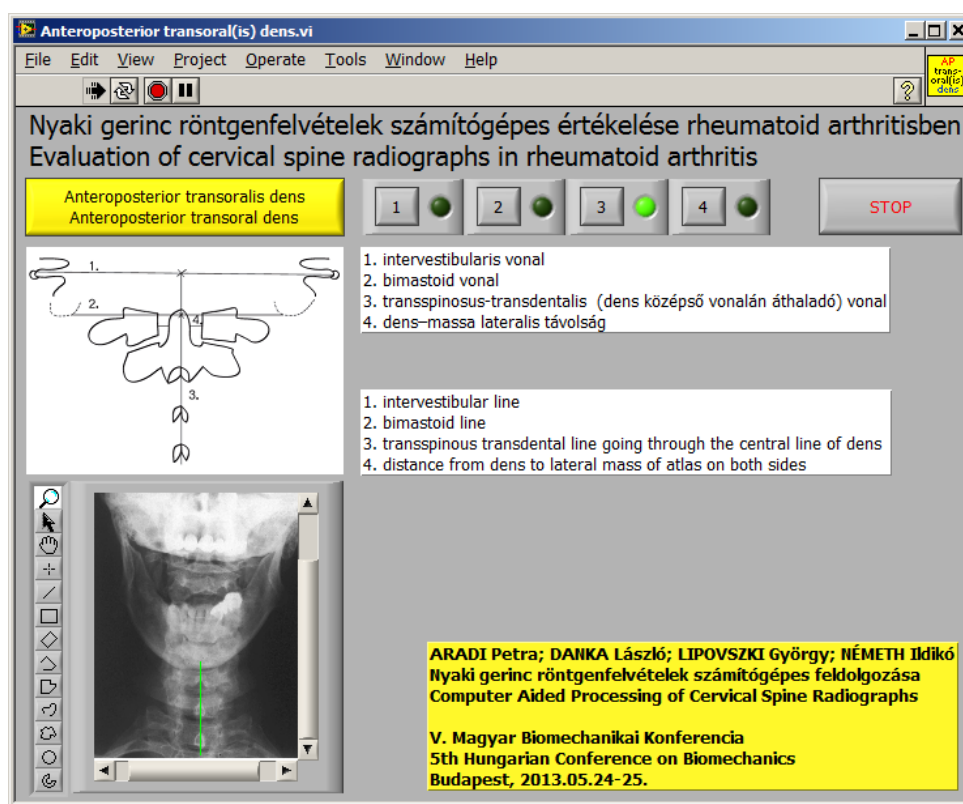 Anteroposterior transoral(is) dens.vi
File Edit View Project Operate Tools Window Help
AP
trans-
oral(is)
dens
Nyaki gerinc röntgenfelvételek számítógépes értékelése rheumatoid arthritisben
Evaluation of cervical spine radiographs in rheumatoid arthritis
Anteroposterior transoralis dens
Anteroposterior transoral dens
1 2 3 4
STOP
1.
2.
4.
3.
1. intervestibularis vonal
2. bimastoid vonal
3. transspinosus-transdentalis (dens középső vonalán áthaladó) vonal
4. dens–massa lateralis távolság
1. intervestibular line
2. bimastoid line
3. transspinous transdental line going through the central line of dens
4. distance from dens to lateral mass of atlas on both sides
ARADI Petra; DANKA László; LIPOVSZKI György; NÉMETH Ildikó
Nyaki gerinc röntgenfelvételek számítógépes feldolgozása
Computer Aided Processing of Cervical Spine Radiographs
V. Magyar Biomechanikai Konferencia
5th Hungarian Conference on Biomechanics
Budapest, 2013.05.24-25.